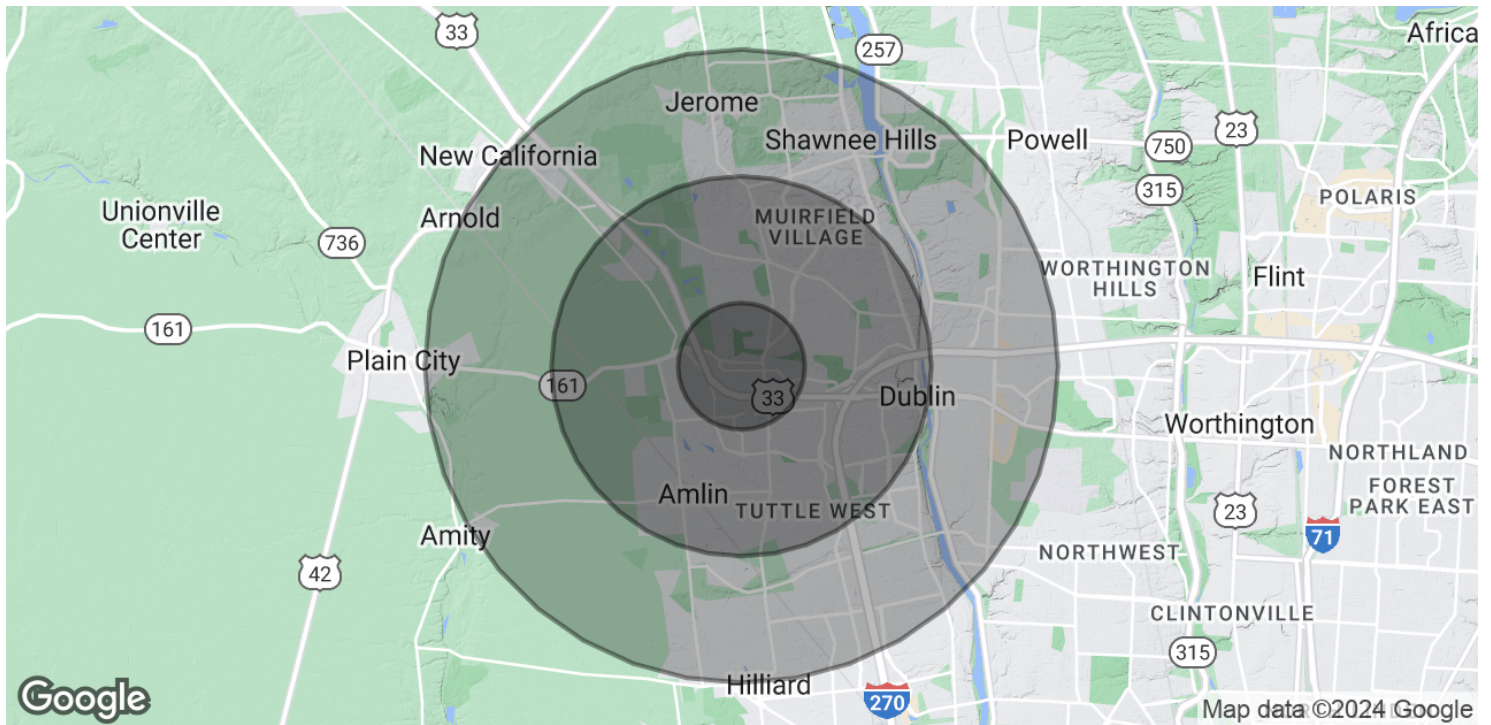 33
257
Africa
Jerome
23
Shawnee Hills
Powell
750
New California
315
POLARIS
Unionville
Center
Arnold
MUIRFIELD
VILLAGE
736
WORTHINGTON
HILLS
Flint
161
Plain City
161
33
Dublin
Worthington
NORTHLAND
Amlin
TUTTLE WEST
FOREST
PARK EAST
23
Amity
71
NORTHWEST
42
CLINTONVILLE
315
Hilliard
270
Google
Map data ©2024 Google